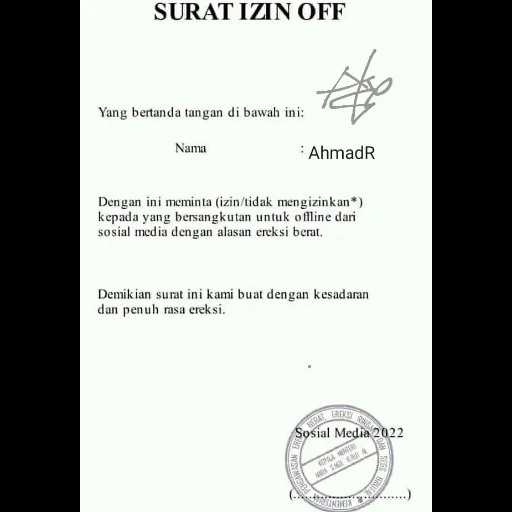 SURAT IZIN OFF
Yang bertanda tangan di bawah ini:
Nama : AhmadR
Dengan ini meminta (izin/tidak mengizinkan*)
kepada yang bersangkutan untuk offline dari
sosial media dengan alasan ereksi berat.
Demikian surat ini kami buat dengan kesadaran
dan penuh rasa ereksi.
Sosial Media 2022
(..............................)